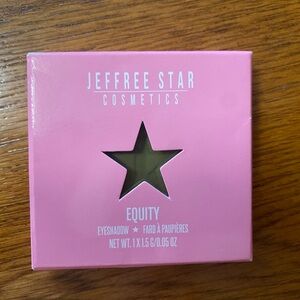 JEFFREE STAR
COSMETICS
EQUITY
EYESHADOW ★ FARD À PAUPIÈRES
NET WT. 1 X 1.5 G/0.05 OZ